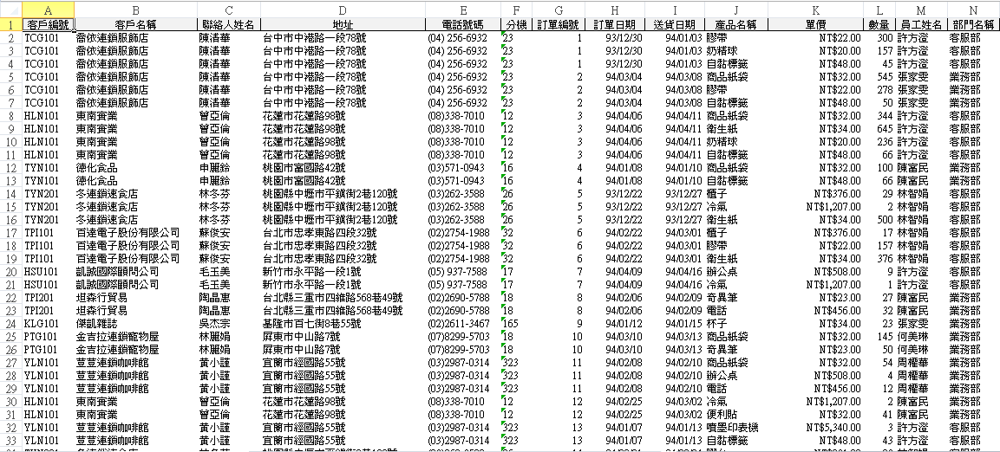 A B C D E F G H I J K L M N
1 客戶編號 客戶名稱 聯絡人姓名 地址 電話號碼 分機 訂單編號 訂單日期 送貨日期 產品名稱 單價 數量 員工姓名 部門名稱
2 TCG101 喬依連鎖服飾店 陳清華 台中市中港路一段78號 (04) 256-6932 23 1 93/12/30 94/01/03 膠帶 NT$22.00 300 許方瀅 客服部
3 TCG101 喬依連鎖服飾店 陳清華 台中市中港路一段78號 (04) 256-6932 23 1 93/12/30 94/01/03 奶精球 NT$20.00 157 許方瀅 客服部
4 TCG101 喬依連鎖服飾店 陳清華 台中市中港路一段78號 (04) 256-6932 23 1 93/12/30 94/01/03 自黏標籤 NT$48.00 45 許方瀅 客服部
5 TCG101 喬依連鎖服飾店 陳清華 台中市中港路一段78號 (04) 256-6932 23 2 94/03/04 94/03/08 商品紙袋 NT$32.00 545 張家雯 業務部
6 TCG101 喬依連鎖服飾店 陳清華 台中市中港路一段78號 (04) 256-6932 23 2 94/03/04 94/03/08 膠帶 NT$22.00 278 張家雯 業務部
7 TCG101 喬依連鎖服飾店 陳清華 台中市中港路一段78號 (04) 256-6932 23 2 94/03/04 94/03/08 自黏標籤 NT$48.00 50 張家雯 業務部
8 HLN101 東南實業 曾亞倫 花蓮市花蓮路98號 (08)338-7010 12 3 94/04/06 94/04/11 商品紙袋 NT$32.00 344 許方瀅 客服部
9 HLN101 東南實業 曾亞倫 花蓮市花蓮路98號 (08)338-7010 12 3 94/04/06 94/04/11 衛生紙 NT$34.00 645 許方瀅 客服部
10 HLN101 東南實業 曾亞倫 花蓮市花蓮路98號 (08)338-7010 12 3 94/04/06 94/04/11 奶精球 NT$20.00 236 許方瀅 客服部
11 HLN101 東南實業 曾亞倫 花蓮市花蓮路98號 (08)338-7010 12 3 94/04/06 94/04/11 自黏標籤 NT$48.00 66 許方瀅 客服部
12 TYN101 德化食品 申麗鈴 桃園市富國路42號 (03)571-0943 16 4 94/01/08 94/01/10 商品紙袋 NT$32.00 100 陳富民 業務部
13 TYN101 德化食品 申麗鈴 桃園市富國路42號 (03)571-0943 16 4 94/01/08 94/01/10 自黏標籤 NT$48.00 66 陳富民 業務部
14 TYN201 冬連鎖速食店 林冬芬 桃園縣中壢市平鎮街2巷120號 (03)262-3588 26 5 93/12/22 93/12/27 櫃子 NT$376.00 29 林智娟 客服部
15 TYN201 冬連鎖速食店 林冬芬 桃園縣中壢市平鎮街2巷120號 (03)262-3588 26 5 93/12/22 93/12/27 冷氣 NT$1,207.00 2 林智娟 客服部
16 TYN201 冬連鎖速食店 林冬芬 桃園縣中壢市平鎮街2巷120號 (03)262-3588 26 5 93/12/22 93/12/27 衛生紙 NT$34.00 500 林智娟 客服部
17 TPI101 百達電子股份有限公司 蘇俊安 台北市忠孝東路四段32號 (02)2754-1988 32 6 94/02/22 94/03/01 櫃子 NT$376.00 17 林智娟 客服部
18 TPI101 百達電子股份有限公司 蘇俊安 台北市忠孝東路四段32號 (02)2754-1988 32 6 94/02/22 94/03/01 膠帶 NT$22.00 157 林智娟 客服部
19 TPI101 百達電子股份有限公司 蘇俊安 台北市忠孝東路四段32號 (02)2754-1988 32 6 94/02/22 94/03/01 衛生紙 NT$34.00 376 林智娟 客服部
20 HSU101 凱誠國際顧問公司 毛玉美 新竹市永平路一段1號 (05) 937-7588 17 7 94/04/09 94/04/16 辦公桌 NT$508.00 9 許方瀅 客服部
21 HSU101 凱誠國際顧問公司 毛玉美 新竹市永平路一段1號 (05) 937-7588 17 7 94/04/09 94/04/16 冷氣 NT$1,207.00 1 許方瀅 客服部
22 TPI201 坦森行貿易 陶晶惠 台北縣三重市四維路568巷49號 (02)2690-5788 18 8 94/02/06 94/02/09 奇異筆 NT$23.00 27 陳富民 業務部
23 TPI201 坦森行貿易 陶晶惠 台北縣三重市四維路568巷49號 (02)2690-5788 18 8 94/02/06 94/02/09 電話 NT$456.00 32 陳富民 業務部
24 KLG101 傑凱雜誌 吳杰宗 基隆市百七街8巷55號 (02)2611-3467 165 9 94/01/12 94/01/15 杯子 NT$34.00 23 張家雯 業務部
25 PTG101 金吉拉連鎖寵物屋 林麗娟 屏東市中山路7號 (07)8299-5703 18 10 94/03/10 94/03/13 商品紙袋 NT$32.00 145 何美琳 業務部
26 PTG101 金吉拉連鎖寵物屋 林麗娟 屏東市中山路7號 (07)8299-5703 18 10 94/03/10 94/03/13 奇異筆 NT$23.00 50 何美琳 業務部
27 YLN101 荳荳連鎖咖啡館 黃小謹 宜蘭市經國路55號 (03)2987-0314 323 11 94/02/08 94/02/10 商品紙袋 NT$32.00 54 周櫂華 業務部
28 YLN101 荳荳連鎖咖啡館 黃小謹 宜蘭市經國路55號 (03)2987-0314 323 11 94/02/08 94/02/10 辦公桌 NT$508.00 4 周櫂華 業務部
29 YLN101 荳荳連鎖咖啡館 黃小謹 宜蘭市經國路55號 (03)2987-0314 323 11 94/02/08 94/02/10 電話 NT$456.00 12 周櫂華 業務部
30 HLN101 東南實業 曾亞倫 花蓮市花蓮路98號 (08)338-7010 12 12 94/02/25 94/03/02 冷氣 NT$1,207.00 2 陳富民 業務部
31 HLN101 東南實業 曾亞倫 花蓮市花蓮路98號 (08)338-7010 12 12 94/02/25 94/03/02 便利貼 NT$32.00 41 陳富民 業務部
32 YLN101 荳荳連鎖咖啡館 黃小謹 宜蘭市經國路55號 (03)2987-0314 323 13 94/01/07 94/01/13 噴墨印表機 NT$5,340.00 3 許方瀅 客服部
33 YLN101 荳荳連鎖咖啡館 黃小謹 宜蘭市經國路55號 (03)2987-0314 323 13 94/01/07 94/01/13 自黏標籤 NT$48.00 43 許方瀅 客服部